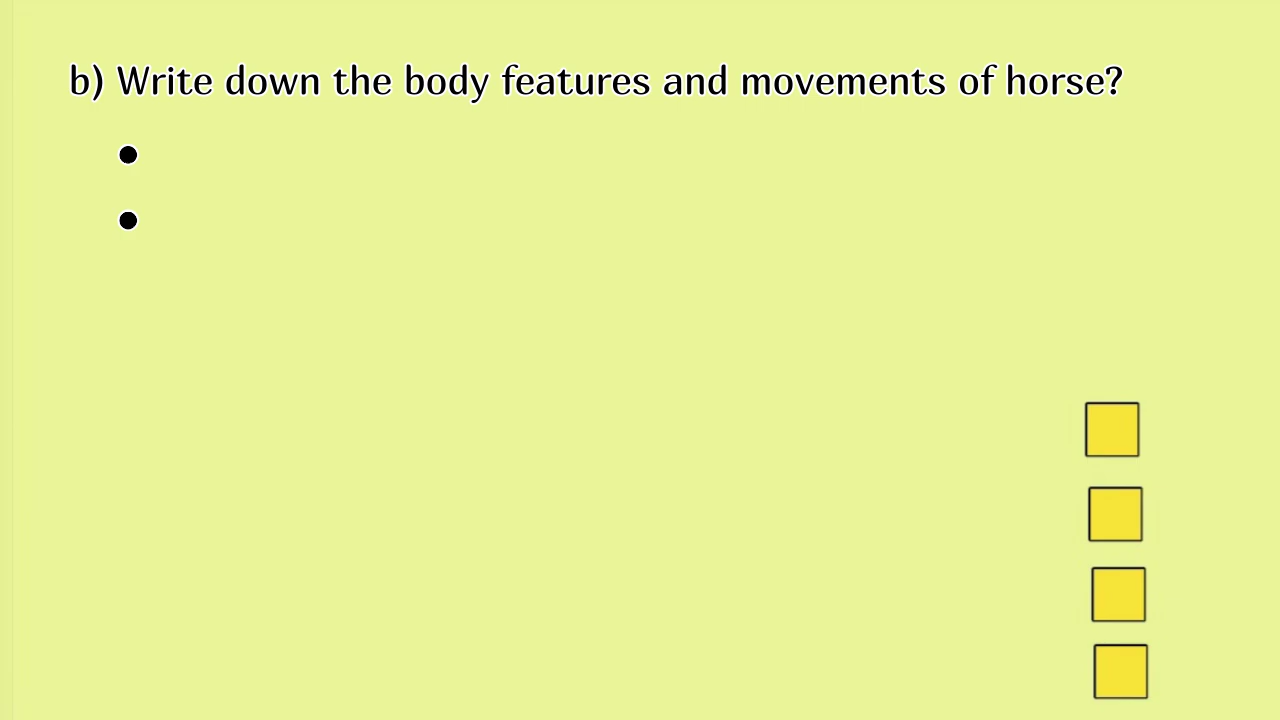 b) Write down the body features and movements of horse?
•
•